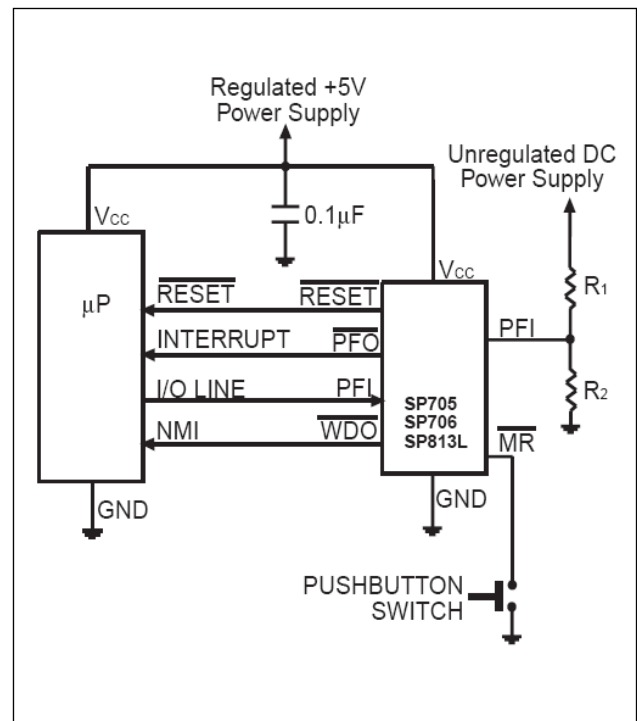 Regulated +5V
Power Supply
Unregulated DC
Power Supply
VCC
0.1μF
VCC
μP
RESET
RESET
R1
INTERRUPT
PFO
PFI
I/O LINE
PFI
R2
SP705
SP706
SP813L
NMI
WDO
MR
GND
GND
PUSHBUTTON
SWITCH